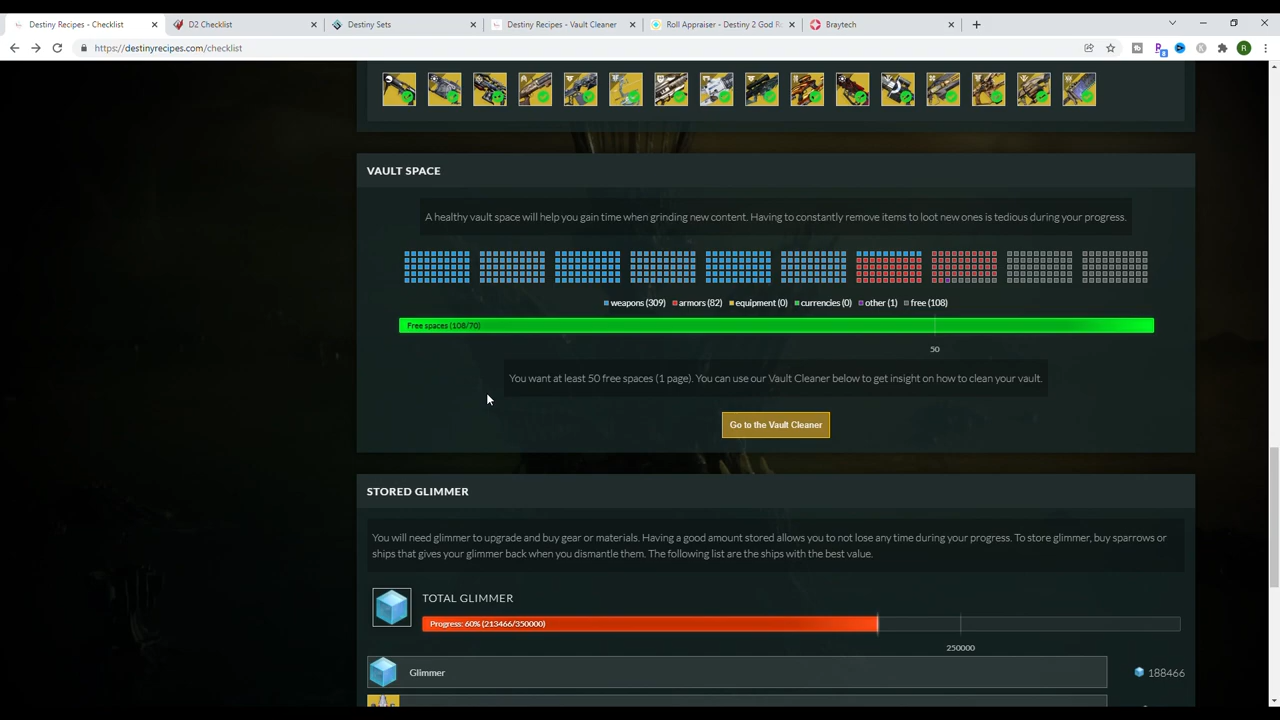 Destiny Recipes - Checklist
D2 Checklist
Destiny Sets
Destiny Recipes - Vault Cleaner
Roll Appraiser - Destiny 2 God Ro
Braytech
https://destinyrecipes.com/checklist
R
8
K
R
VAULT SPACE
A healthy vault space will help you gain time when grinding new content. Having to constantly remove items to loot new ones is tedious during your progress.
weapons (309) armors (82) equipment (0) currencies (0) other (1) free (108)
Free spaces (108/70)
50
You want at least 50 free spaces (1 page). You can use our Vault Cleaner below to get insight on how to clean your vault.
Go to the Vault Cleaner
STORED GLIMMER
You will need glimmer to upgrade and buy gear or materials. Having a good amount stored allows you to not lose any time during your progress. To store glimmer, buy sparrows or
ships that gives your glimmer back when you dismantle them. The following list are the ships with the best value.
TOTAL GLIMMER
Progress: 60% (213466/350000)
250000
Glimmer
188466